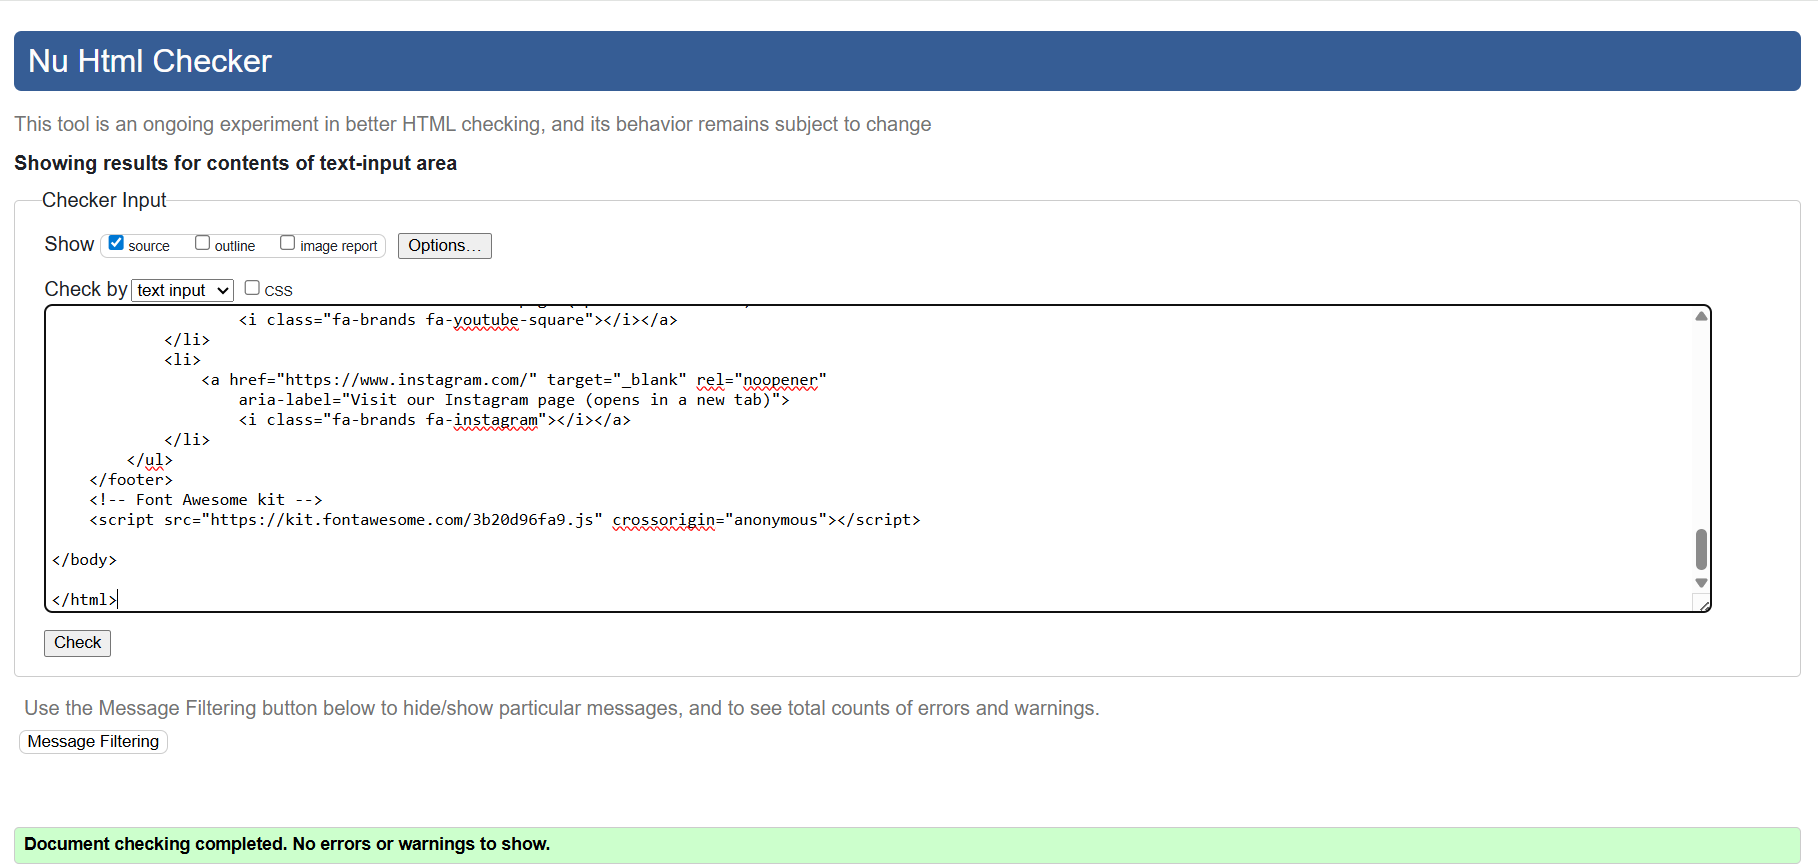 Nu Html Checker
This tool is an ongoing experiment in better HTML checking, and its behavior remains subject to change
Showing results for contents of text-input area
Checker Input
Show source outline image report Options...
Check by text input CSS
<i class="fa-brands fa-youtube-square"></i></a>
</li>
<li>
<a href="https://www.instagram.com/" target="_blank" rel="noopener"
aria-label="Visit our Instagram page (opens in a new tab)">
<i class="fa-brands fa-instagram"></i></a>
</li>
</ul>
</footer>
<!-- Font Awesome kit -->
<script src="https://kit.fontawesome.com/3b20d96fa9.js" crossorigin="anonymous"></script>
</body>
</html>
Check
Use the Message Filtering button below to hide/show particular messages, and to see total counts of errors and warnings.
Message Filtering
Document checking completed. No errors or warnings to show.